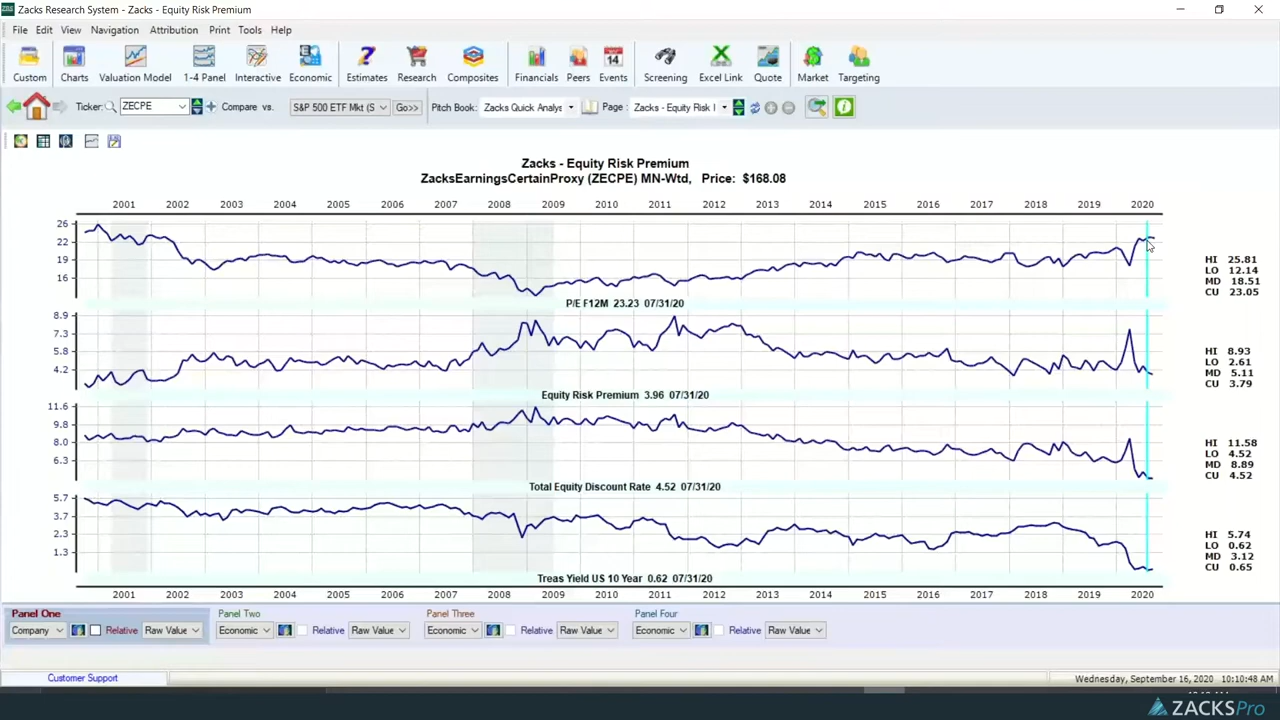 Zacks Research System - Zacks - Equity Risk Premium
File Edit View Navigation Attribution Print Tools Help
Custom Charts Valuation Model 1-4 Panel Interactive Economic Estimates Research Composites Financials Peers Events Screening Excel Link Quote Market Targeting
Ticker: ZECPE Compare vs. S&P 500 ETF Mkt (S Go>> Pitch Book: Zacks Quick Analys Page : Zacks - Equity Risk
Zacks - Equity Risk Premium
ZacksEarningsCertainProxy (ZECPE) MN-Wtd, Price: $168.08
2001 2002 2003 2004 2005 2006 2007 2008 2009 2010 2011 2012 2013 2014 2015 2016 2017 2018 2019 2020
26
22
19
16
HI 25.81
LO 12.14
MD 18.51
CU 23.05
P/E F12M 23.23 07/31/20
8.9
7.3
5.8
4.2
HI 8.93
LO 2.61
MD 5.11
CU 3.79
Equity Risk Premium 3.96 07/31/20
11.6
9.8
8.0
6.3
HI 11.58
LO 4.52
MD 8.89
CU 4.52
Total Equity Discount Rate 4.52 07/31/20
5.7
3.7
2.3
1.3
HI 5.74
LO 0.62
MD 3.12
CU 0.65
Treas Yield US 10 Year 0.62 07/31/20
2001 2002 2003 2004 2005 2006 2007 2008 2009 2010 2011 2012 2013 2014 2015 2016 2017 2018 2019 2020
Panel One Panel Two Panel Three Panel Four
Company Relative Raw Value Economic Relative Raw Value Economic Relative Raw Value Economic Relative Raw Value
Customer Support Wednesday, September 16, 2020 10:10:48 AM
ZACKSPro